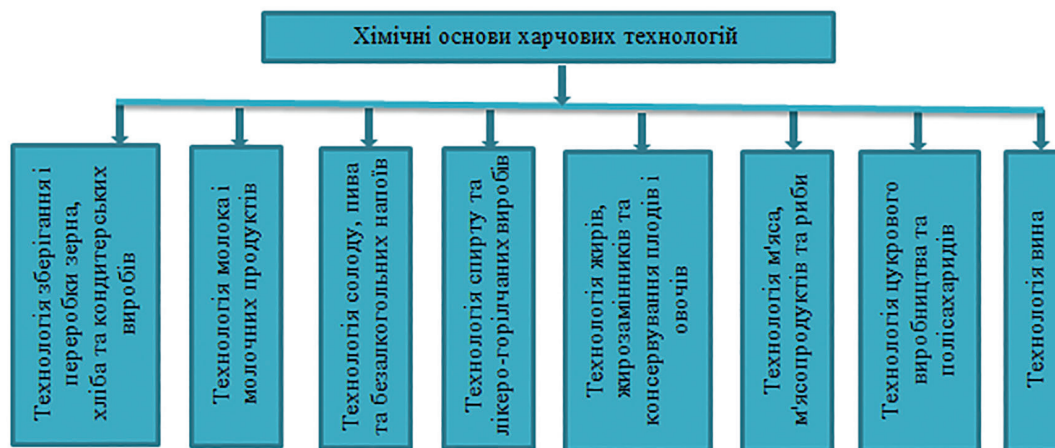 Хімічні основи харчових технологій
Технологія зберігання і
переробки зерна,
хліба та кондитерських
виробів
Технологія молока і
молочних продуктів
Технологія солоду, пива
та безалкогольних напоїв
Технологія спирту та
лікеро-горілчаних виробів
Технологія жирів,
жирозамінників та
консервування плодів і
овочів
Технологія м'яса,
м'ясопродуктів та риби
Технологія цукрового
виробництва та
полісахаридів
Технологія вина